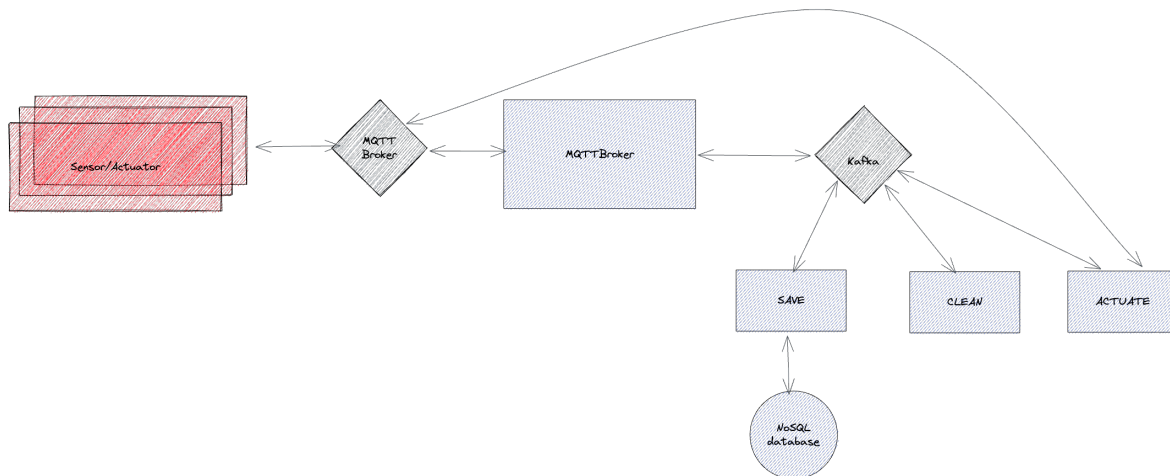 Sensor/Actuator
MQTT
Broker
MQTTBroker
Kafka
SAVE
CLEAN
ACTUATE
NoSQL
database